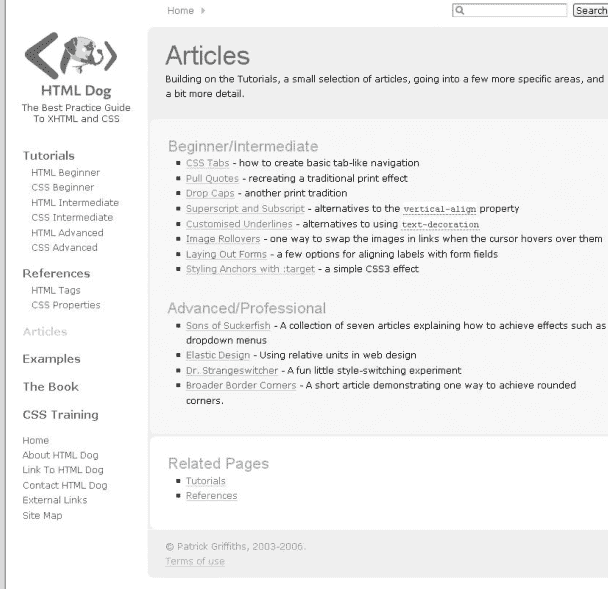 Home
Search
HTML Dog
The Best Practice Guide
To XHTML and CSS
Tutorials
HTML Beginner
CSS Beginner
HTML Intermediate
CSS Intermediate
HTML Advanced
CSS Advanced
References
HTML Tags
CSS Properties
Articles
Examples
The Book
CSS Training
Home
About HTML Dog
Link To HTML Dog
Contact HTML Dog
External Links
Site Map
Articles
Building on the Tutorials, a small selection of articles, going into a few more specific areas, and
a bit more detail.
Beginner/Intermediate
CSS Tabs - how to create basic tab-like navigation
Pull Quotes - recreating a traditional print effect
Drop Caps - another print tradition
Superscript and Subscript - alternatives to the vertical-align property
Customised Underlines - alternatives to using text-decoration
Image Rollovers - one way to swap the images in links when the cursor hovers over them
Laying Out Forms - a few options for aligning labels with form fields
Styling Anchors with :target - a simple CSS3 effect
Advanced/Professional
Sons of Suckerfish - A collection of seven articles explaining how to achieve effects such as
dropdown menus
Elastic Design - Using relative units in web design
Dr. Strangeswitcher - A fun little style-switching experiment
Broader Border Corners - A short article demonstrating one way to achieve rounded
corners.
Related Pages
Tutorials
References
© Patrick Griffiths, 2003-2006.
Terms of use